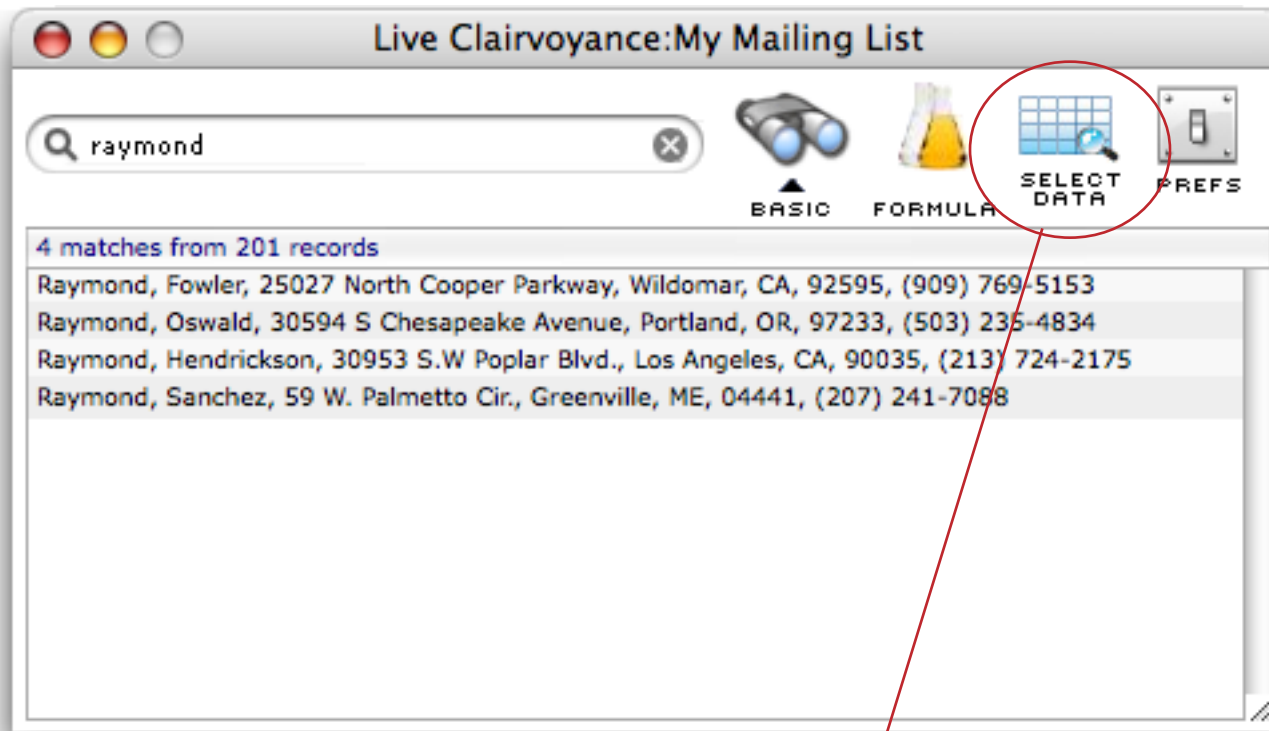 Live Clairvoyance:My Mailing List
raymond
BASIC
FORMULA
SELECT
DATA
PREFS
4 matches from 201 records
Raymond, Fowler, 25027 North Cooper Parkway, Wildomar, CA, 92595, (909) 769-5153
Raymond, Oswald, 30594 S Chesapeake Avenue, Portland, OR, 97233, (503) 235-4834
Raymond, Hendrickson, 30953 S.W Poplar Blvd., Los Angeles, CA, 90035, (213) 724-2175
Raymond, Sanchez, 59 W. Palmetto Cir., Greenville, ME, 04441, (207) 241-7088